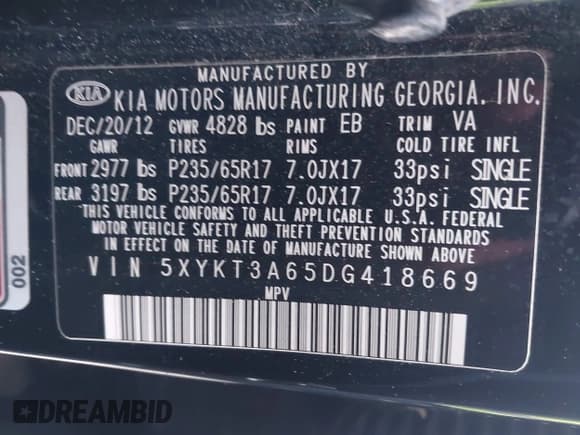 MANUFACTURED BY
KIA KIA MOTORS MANUFACTURING GEORGIA, INC.
DEC/20/12 GVWR 4828 lbs PAINT EB TRIM VA
GAWR TIRES RIMS COLD TIRE INFL
FRONT 2977 lbs P235/65R17 7.0JX17 33psi SINGLE
REAR 3197 lbs P235/65R17 7.0JX17 33psi SINGLE
THIS VEHICLE CONFORMS TO ALL APPLICABLE U.S.A. FEDERAL
MOTOR VEHICLE SAFETY AND THEFT PREVENTION STANDARDS
IN EFFECT ON THE DATE OF MANUFACTURE SHOWN ABOVE.
VIN 5XYKT3A65DG418669
MPV
002
DREAMBID